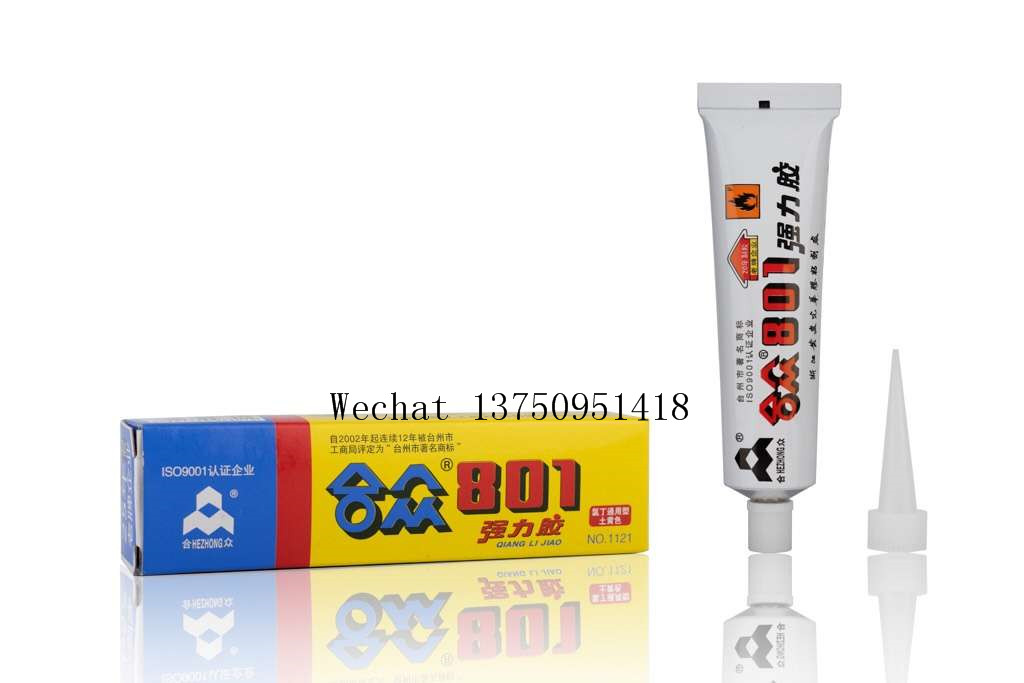 Wechat 13750951418
自2002年起连续12年被台州市
工商局评定为“台州市著名商标”
ISO9001认证企业
®
合HEZHONG众
合众® 801
强力胶
QIANG LI JIAO
氯丁通用型
土黄色
NO.1121
台州市著名商标
ISO9001认证企业
合众® 801 强力胶
®
合HEZHONG众